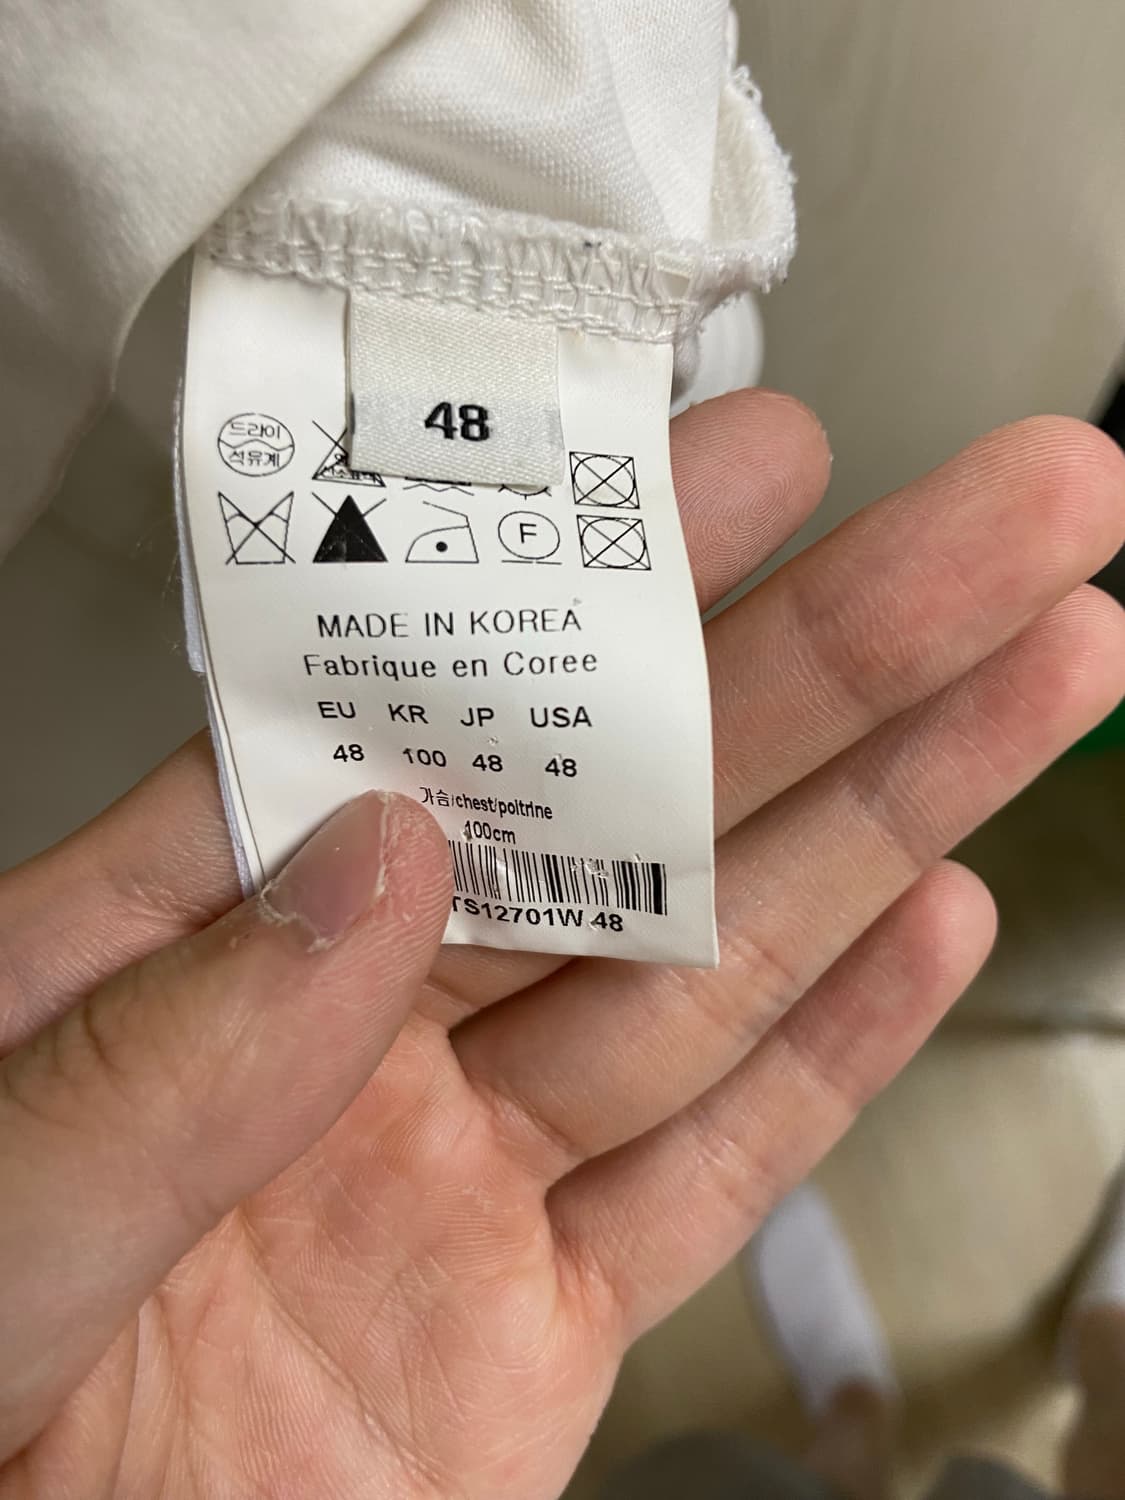 48
드라이
석유계
F
MADE IN KOREA
Fabrique en Coree
EU KR JP USA
48 100 48 48
가슴/chest/poitrine
100cm
TS12701W 48